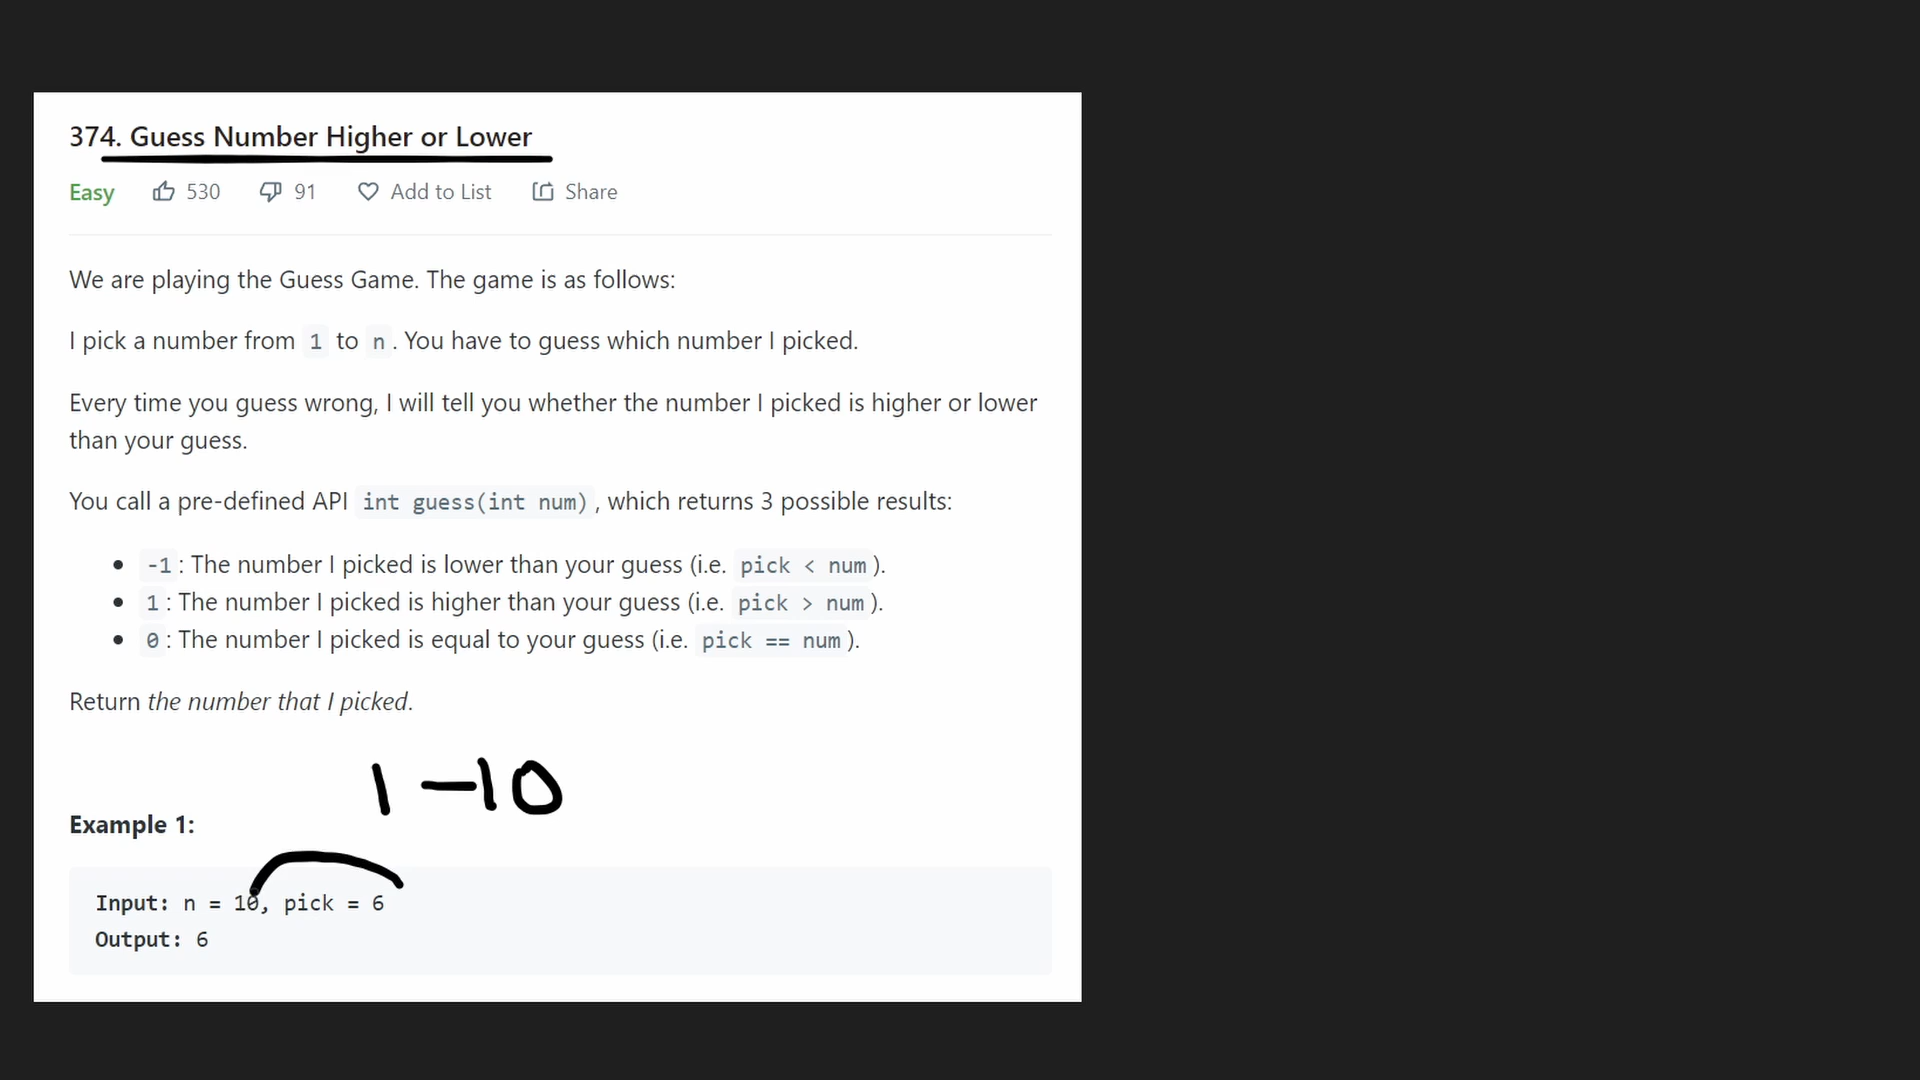 374. Guess Number Higher or Lower
Easy 530 91 Add to List Share
We are playing the Guess Game. The game is as follows:
I pick a number from 1 to n. You have to guess which number I picked.
Every time you guess wrong, I will tell you whether the number I picked is higher or lower
than your guess.
You call a pre-defined API int guess(int num), which returns 3 possible results:
• -1: The number I picked is lower than your guess (i.e. pick < num).
• 1: The number I picked is higher than your guess (i.e. pick > num).
• 0: The number I picked is equal to your guess (i.e. pick == num).
Return the number that I picked.
1 - 10
Example 1:
Input: n = 10, pick = 6
Output: 6